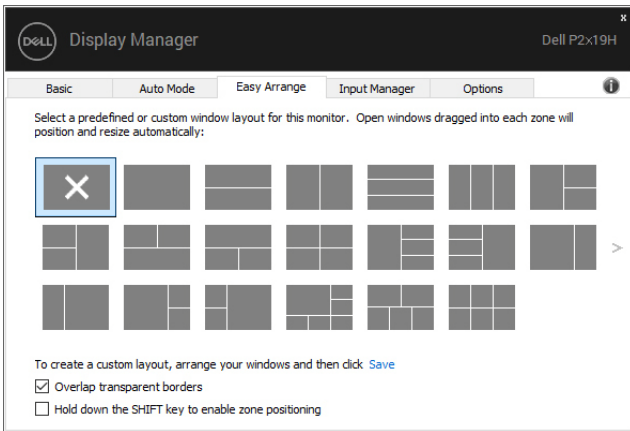 x
DELL Display Manager Dell P2x19H
Basic Auto Mode Easy Arrange Input Manager Options i
Select a predefined or custom window layout for this monitor. Open windows dragged into each zone will
position and resize automatically:
>
To create a custom layout, arrange your windows and then click Save
Overlap transparent borders
Hold down the SHIFT key to enable zone positioning